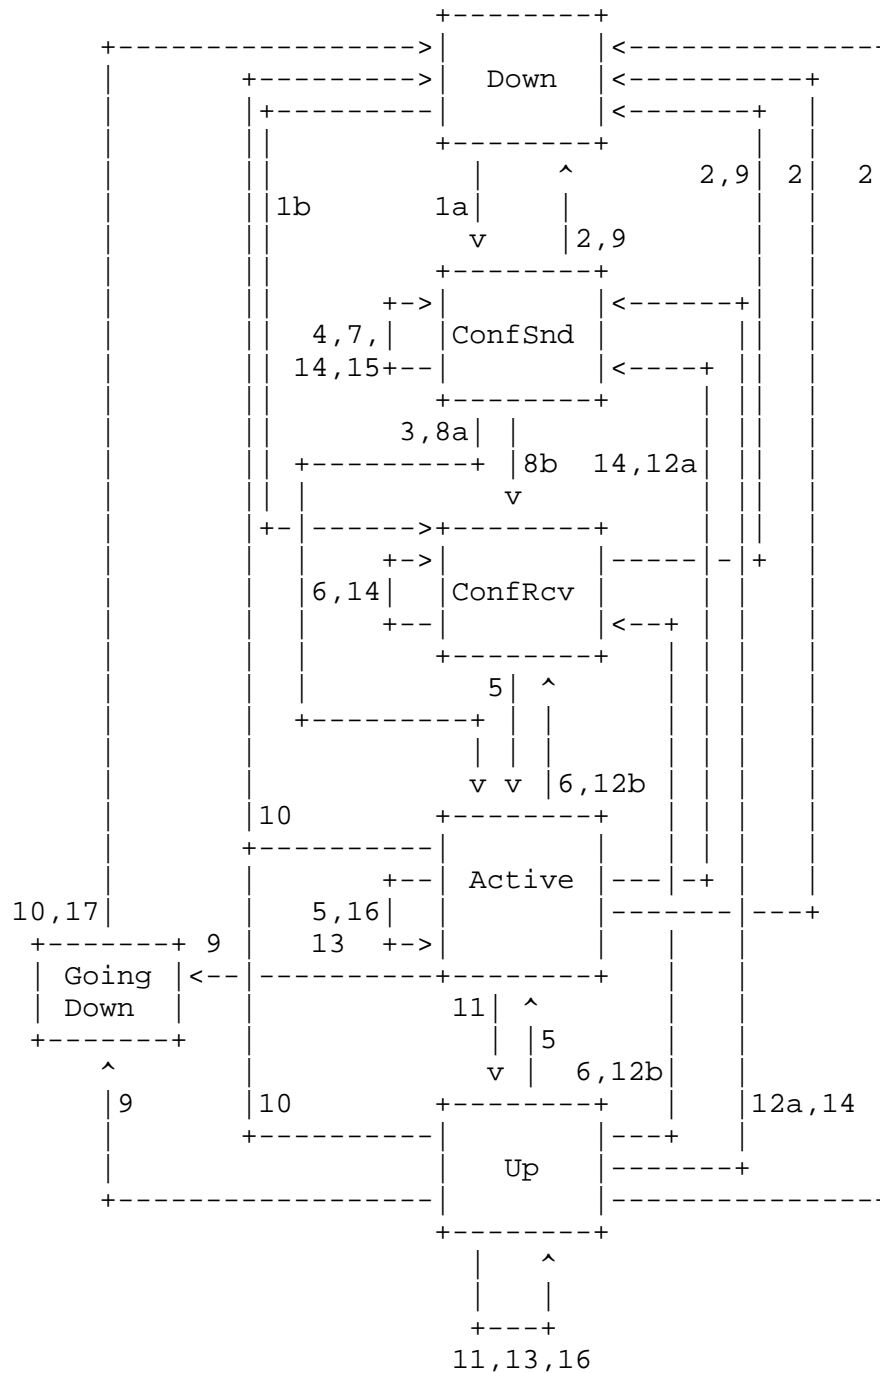 Down
2,9 2 2
1b 1a
2,9
4,7, ConfSnd
14,15
3,8a
8b 14,12a
6,14 ConfRcv
5
6,12b
10
Active
10,17 5,16
9 13
Going
Down 11
5
6,12b
9 10 12a,14
Up
11,13,16